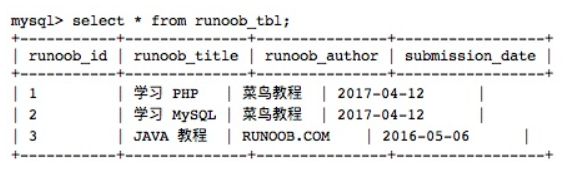 mysql> select * from runoob_tbl;
+-----------+--------------+---------------+-----------------+
| runoob_id | runoob_title | runoob_author | submission_date |
+-----------+--------------+---------------+-----------------+
| 1 | 学习 PHP | 菜鸟教程 | 2017-04-12 |
| 2 | 学习 MySQL | 菜鸟教程 | 2017-04-12 |
| 3 | JAVA 教程 | RUNOOB.COM | 2016-05-06 |
+-----------+--------------+---------------+-----------------+